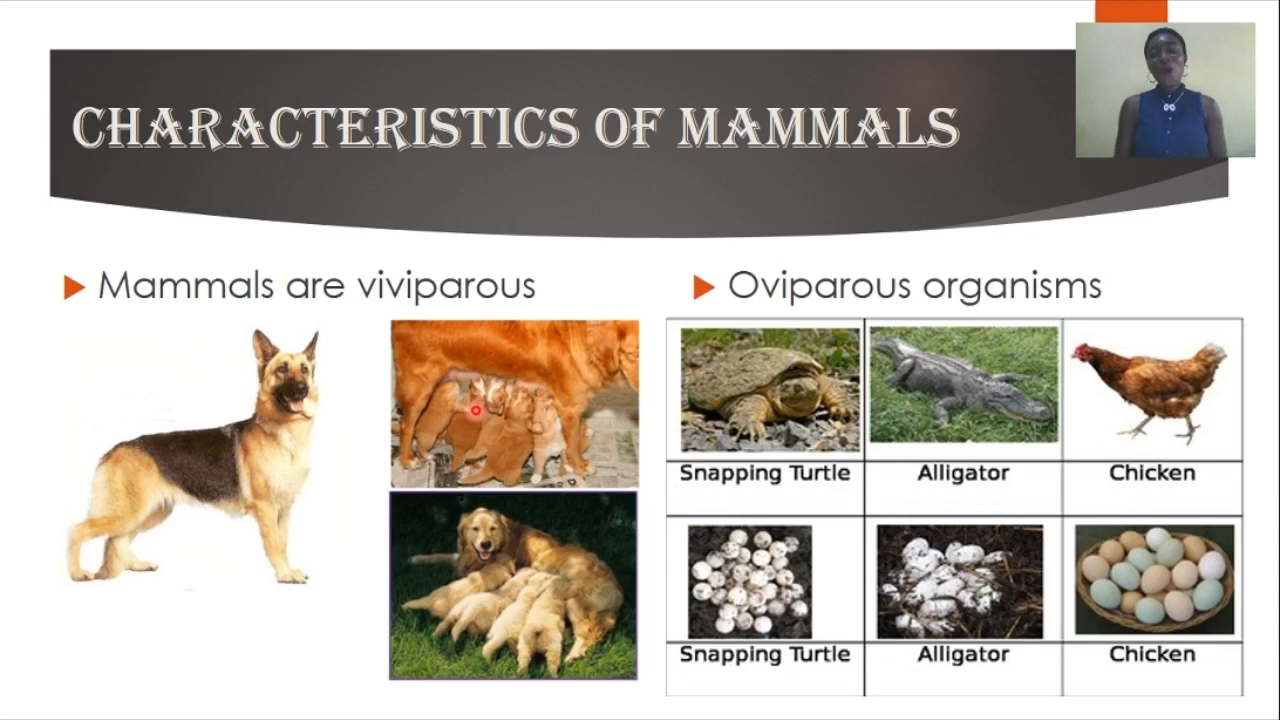 CHARACTERISTICS OF MAMMALS
Mammals are viviparous
Oviparous organisms
Snapping Turtle
Alligator
Chicken
Snapping Turtle
Alligator
Chicken